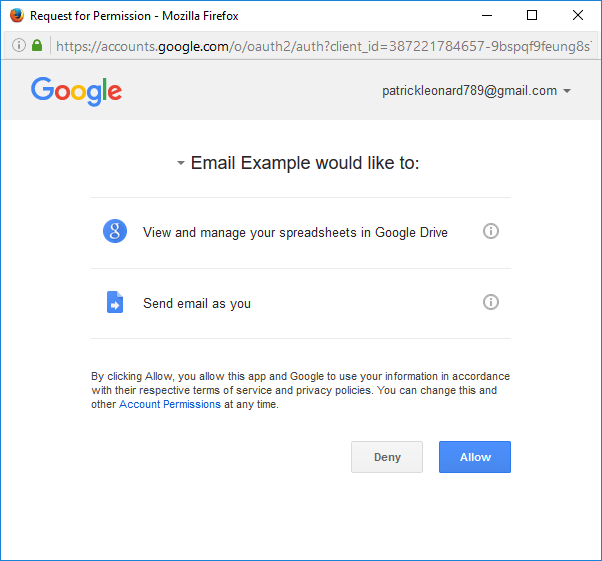 Request for Permission - Mozilla Firefox
https://accounts.google.com/o/oauth2/auth?client_id=387221784657-9bspqf9feung8s
Google
patrickleonard789@gmail.com
Email Example would like to:
8 View and manage your spreadsheets in Google Drive
Send email as you
By clicking Allow, you allow this app and Google to use your information in accordance
with their respective terms of service and privacy policies. You can change this and
other Account Permissions at any time.
Deny Allow